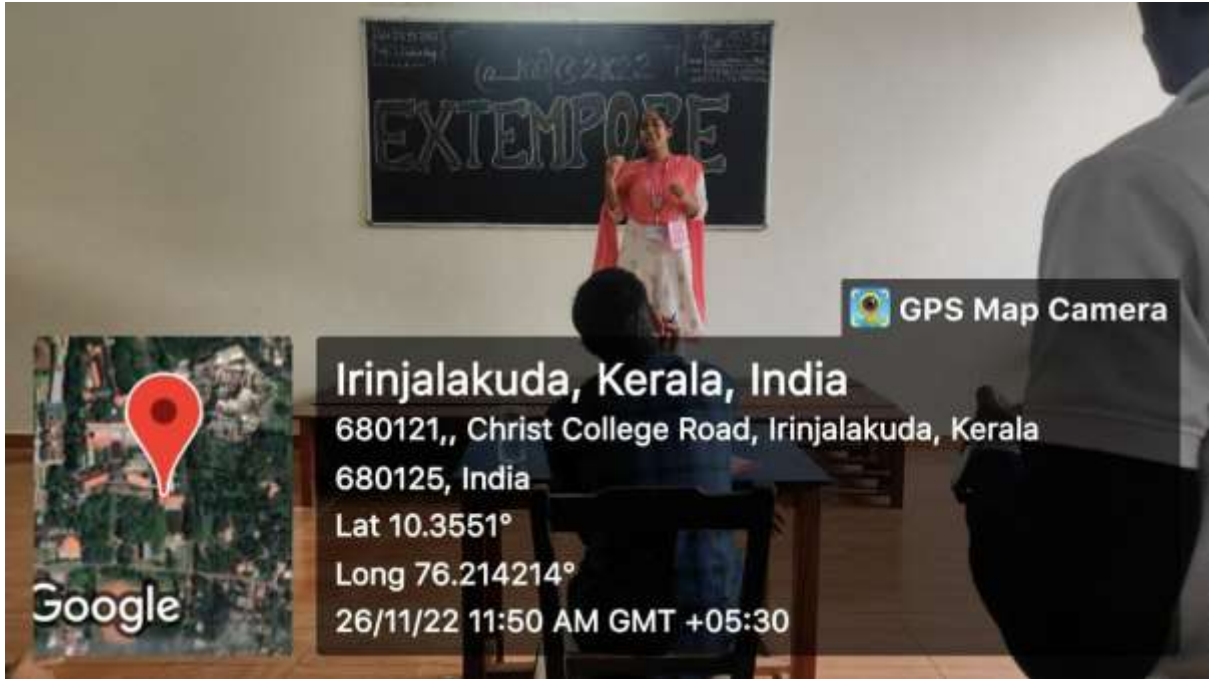 EXTEMPORE
GPS Map Camera
Irinjalakuda, Kerala, India
680121,, Christ College Road, Irinjalakuda, Kerala
680125, India
Lat 10.3551°
Long 76.214214°
26/11/22 11:50 AM GMT +05:30
Google